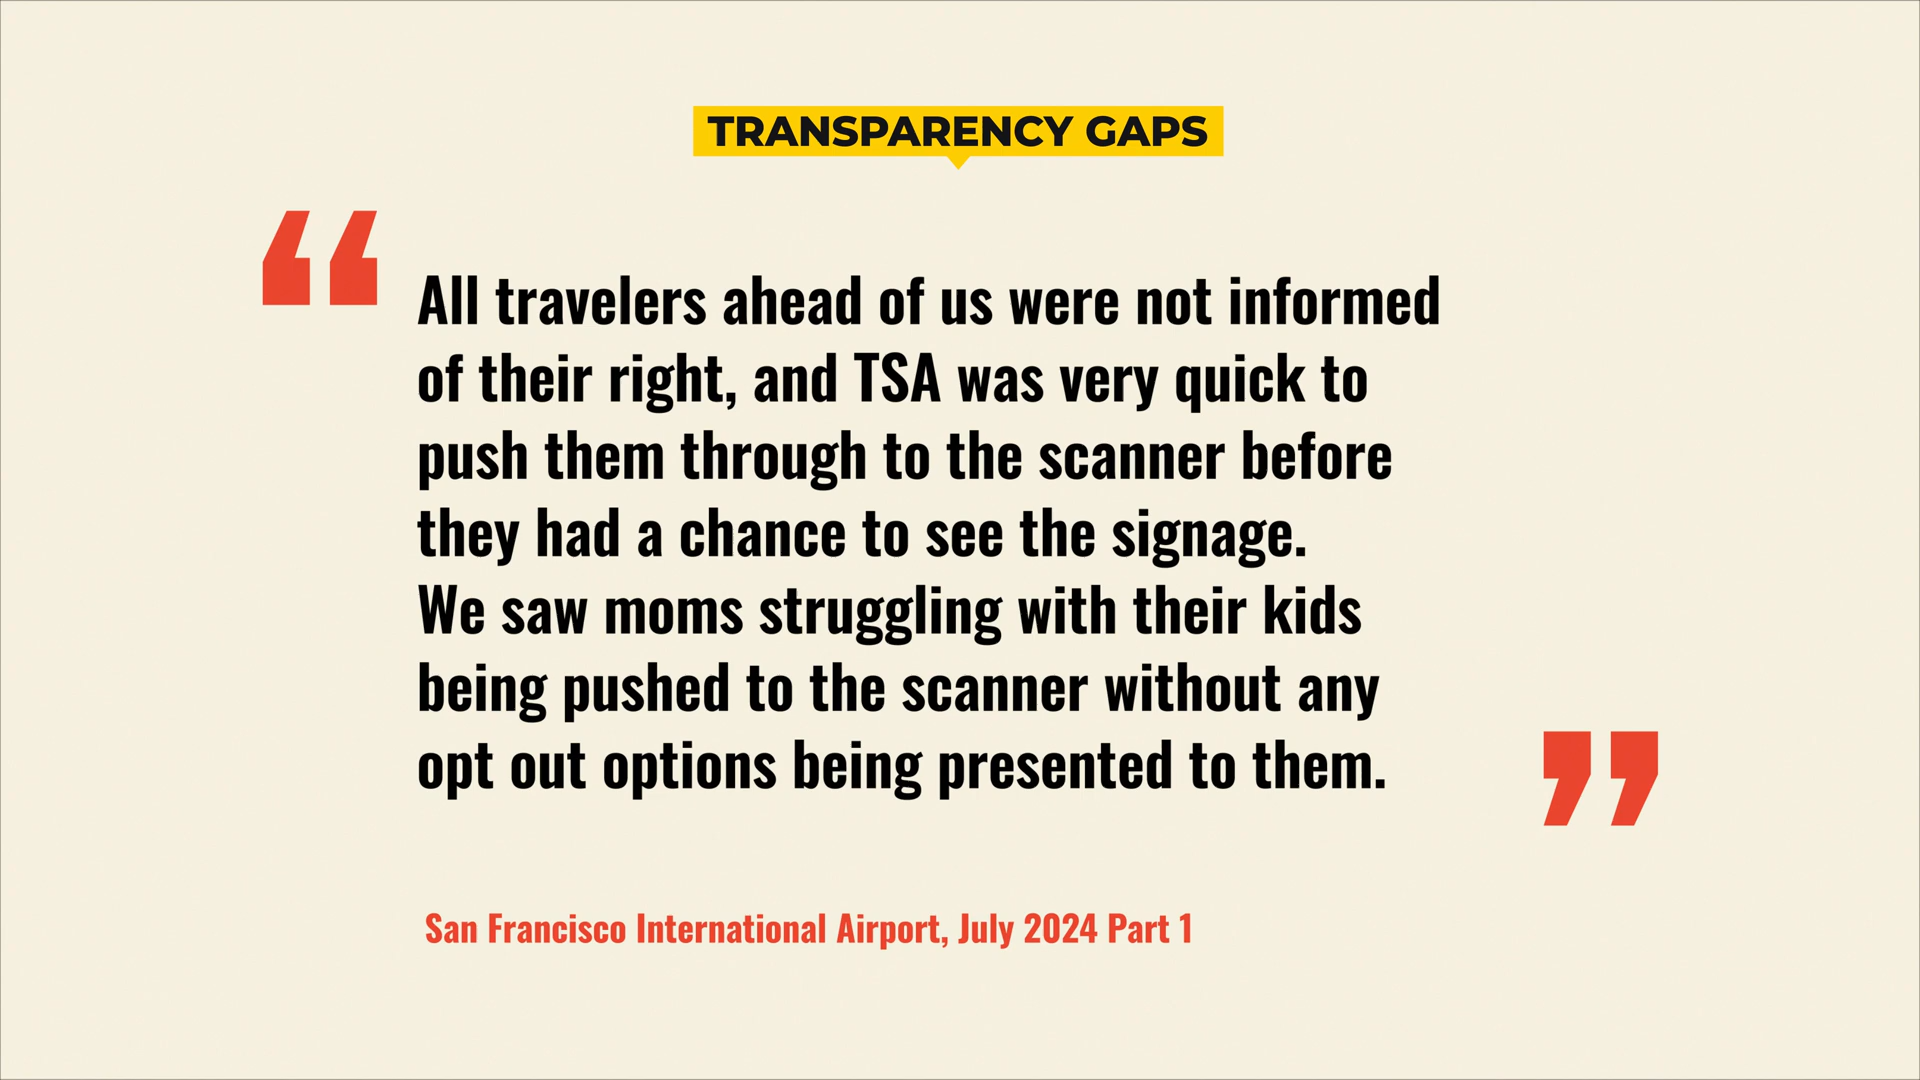 TRANSPARENCY GAPS
“
All travelers ahead of us were not informed
of their right, and TSA was very quick to
push them through to the scanner before
they had a chance to see the signage.
We saw moms struggling with their kids
being pushed to the scanner without any
opt out options being presented to them.
”
San Francisco International Airport, July 2024 Part 1